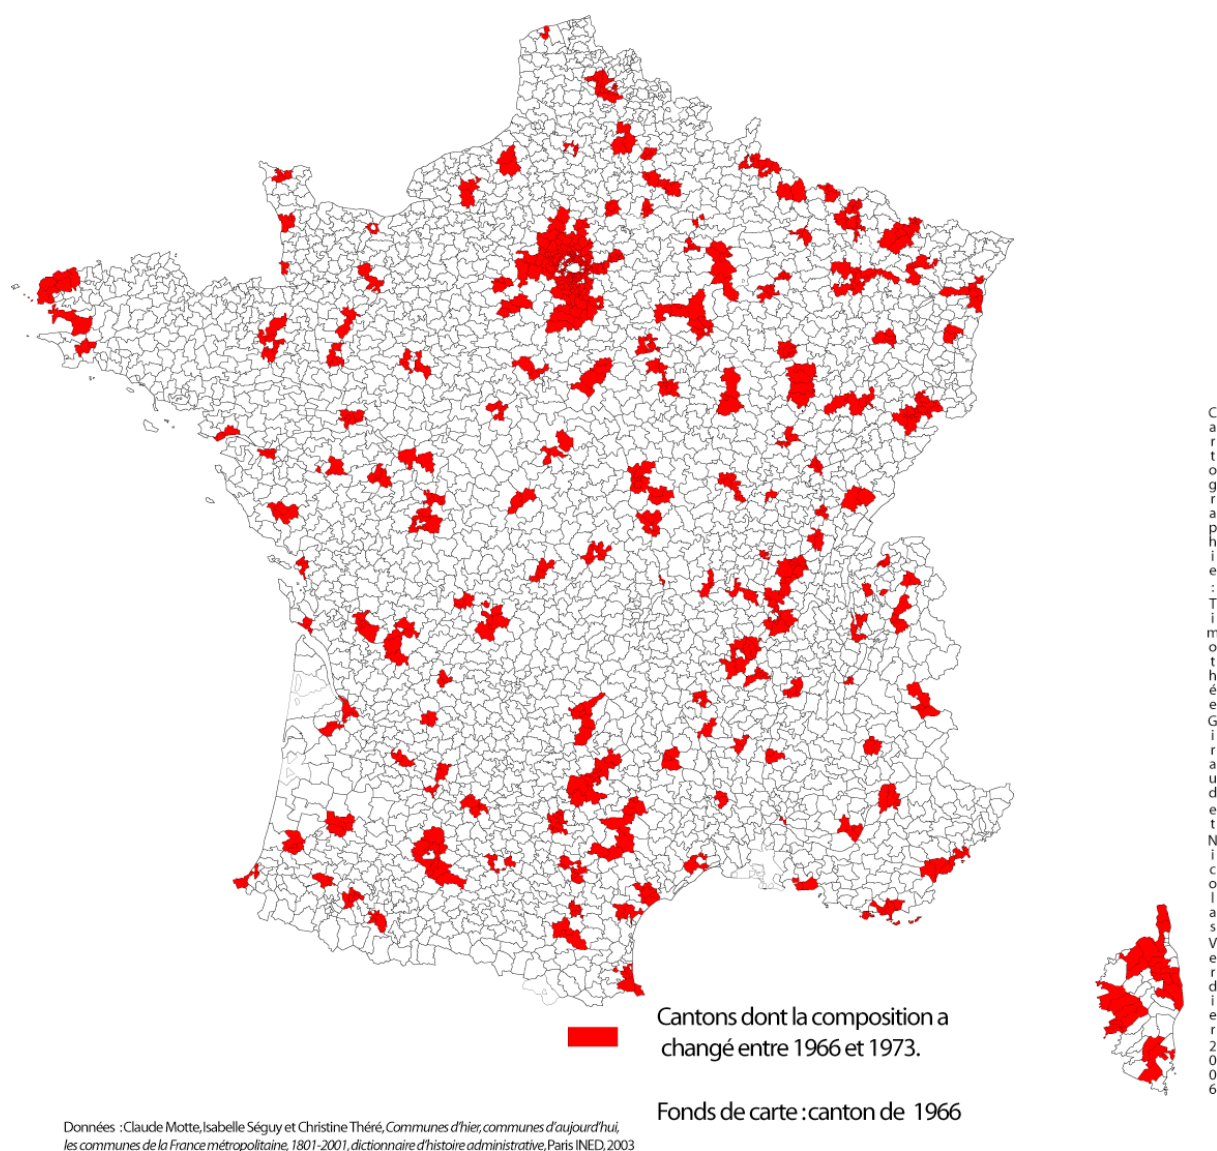 Cantons dont la composition a
changé entre 1966 et 1973.
Fonds de carte : canton de 1966
Données : Claude Motte, Isabelle Séguy et Christine Théré, Communes d'hier, communes d'aujourd'hui,
les communes de la France métropolitaine, 1801-2001, dictionnaire d'histoire administrative, Paris INED, 2003
Cartographie : Timothée Giraud et Nicolas Verdier 2006